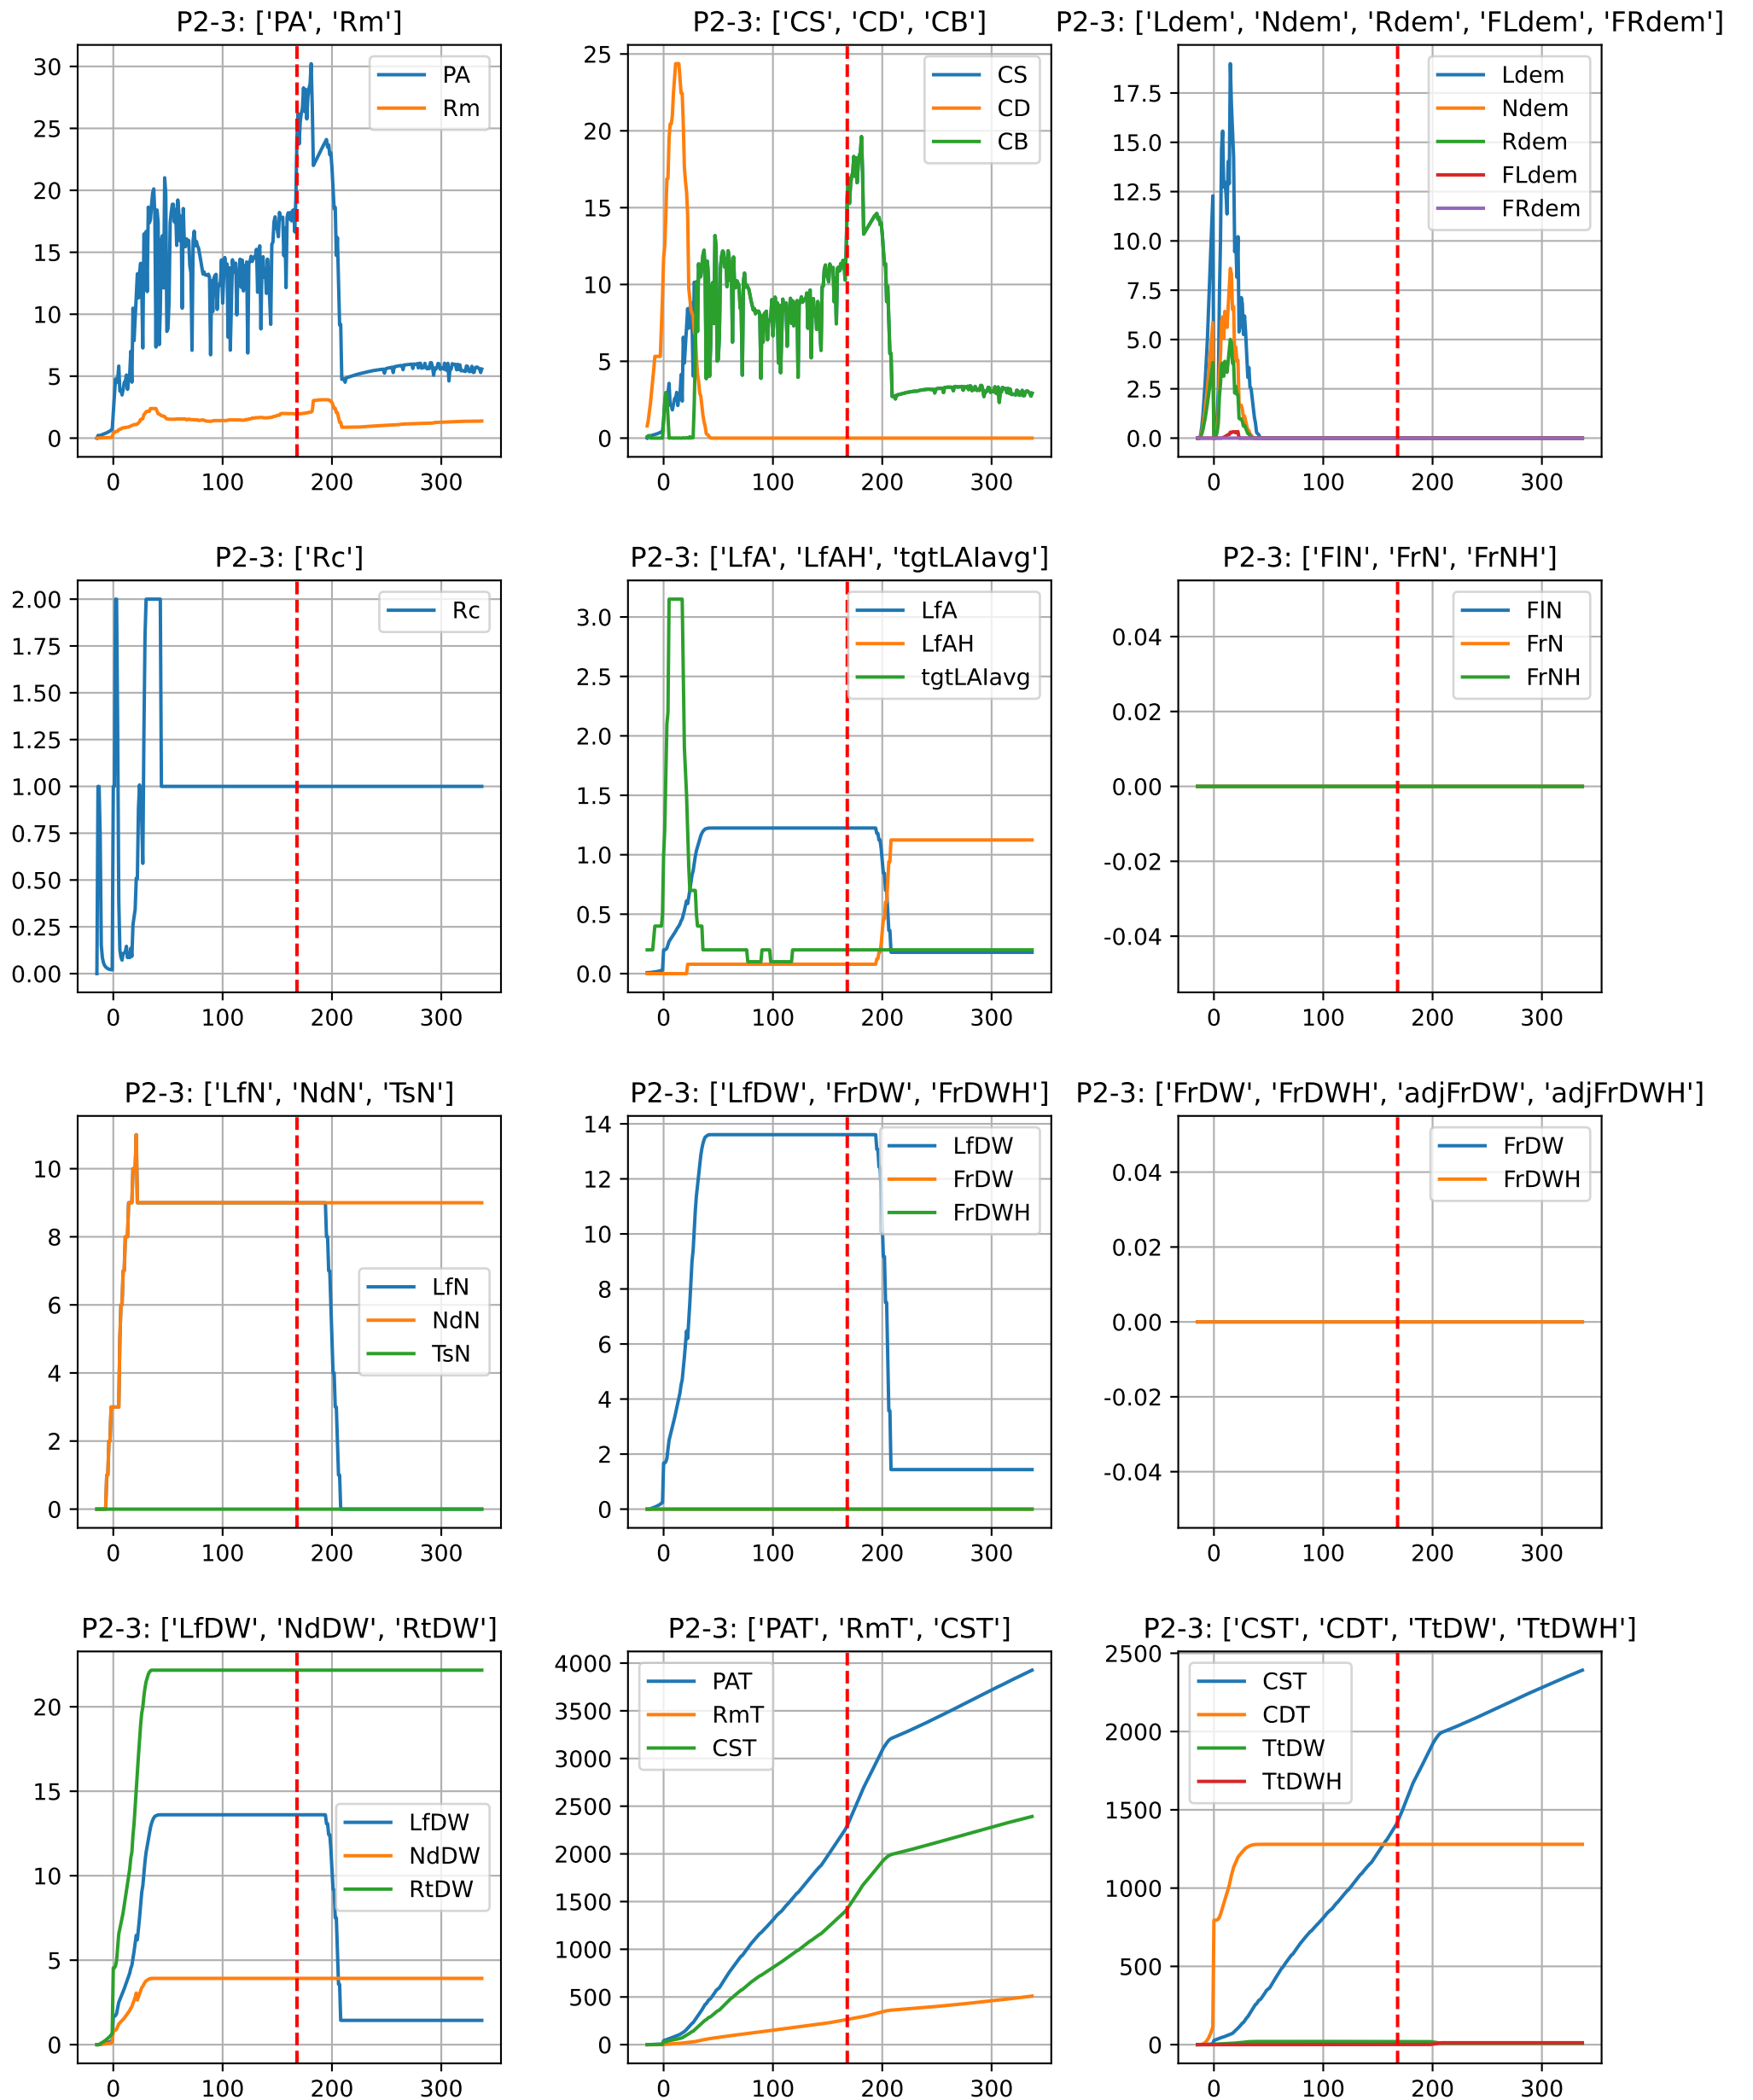 P2-3: ['PA', 'Rm']
30
25
20
15
10
5
0
0 100 200 300
PA
Rm
P2-3: ['CS', 'CD', 'CB']
25
20
15
10
5
0
0 100 200 300
CS
CD
CB
P2-3: ['Ldem', 'Ndem', 'Rdem', 'FLdem', 'FRdem']
17.5
15.0
12.5
10.0
7.5
5.0
2.5
0.0
0 100 200 300
Ldem
Ndem
Rdem
FLdem
FRdem
P2-3: ['Rc']
2.00
1.75
1.50
1.25
1.00
0.75
0.50
0.25
0.00
0 100 200 300
Rc
P2-3: ['LfA', 'LfAH', 'tgtLAIavg']
3.0
2.5
2.0
1.5
1.0
0.5
0.0
0 100 200 300
LfA
LfAH
tgtLAIavg
P2-3: ['FlN', 'FrN', 'FrNH']
0.04
0.02
0.00
-0.02
-0.04
0 100 200 300
FlN
FrN
FrNH
P2-3: ['LfN', 'NdN', 'TsN']
10
8
6
4
2
0
0 100 200 300
LfN
NdN
TsN
P2-3: ['LfDW', 'FrDW', 'FrDWH']
14
12
10
8
6
4
2
0
0 100 200 300
LfDW
FrDW
FrDWH
P2-3: ['FrDW', 'FrDWH', 'adjFrDW', 'adjFrDWH']
0.04
0.02
0.00
-0.02
-0.04
0 100 200 300
FrDW
FrDWH
P2-3: ['LfDW', 'NdDW', 'RtDW']
20
15
10
5
0
0 100 200 300
LfDW
NdDW
RtDW
P2-3: ['PAT', 'RmT', 'CST']
4000
3500
3000
2500
2000
1500
1000
500
0
0 100 200 300
PAT
RmT
CST
P2-3: ['CST', 'CDT', 'TtDW', 'TtDWH']
2500
2000
1500
1000
500
0
0 100 200 300
CST
CDT
TtDW
TtDWH